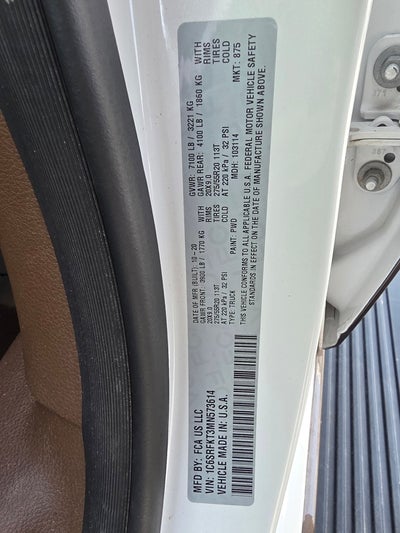 MFD BY: FCA US LLC
DATE OF MFR (BUILT): 10-20
GVWR: 7100 LB / 3221 KG
GAWR FRONT: 3900 LB / 1770 KG
WITH
GAWR REAR: 4100 LB / 1860 KG
WITH
20X9.0
RIMS
20X9.0
RIMS
275/55R20 113T
TIRES
275/55R20 113T
TIRES
AT 220 kPa / 32 PSI
COLD
AT 220 kPa / 32 PSI
COLD
VIN: 1C6SRFKT3MN573614
TYPE: TRUCK
PAINT: PWD
MDH: 103114
MKT: 875
VEHICLE MADE IN: U.S.A.
THIS VEHICLE CONFORMS TO ALL APPLICABLE U.S.A. FEDERAL MOTOR VEHICLE SAFETY
STANDARDS IN EFFECT ON THE DATE OF MANUFACTURE SHOWN ABOVE.